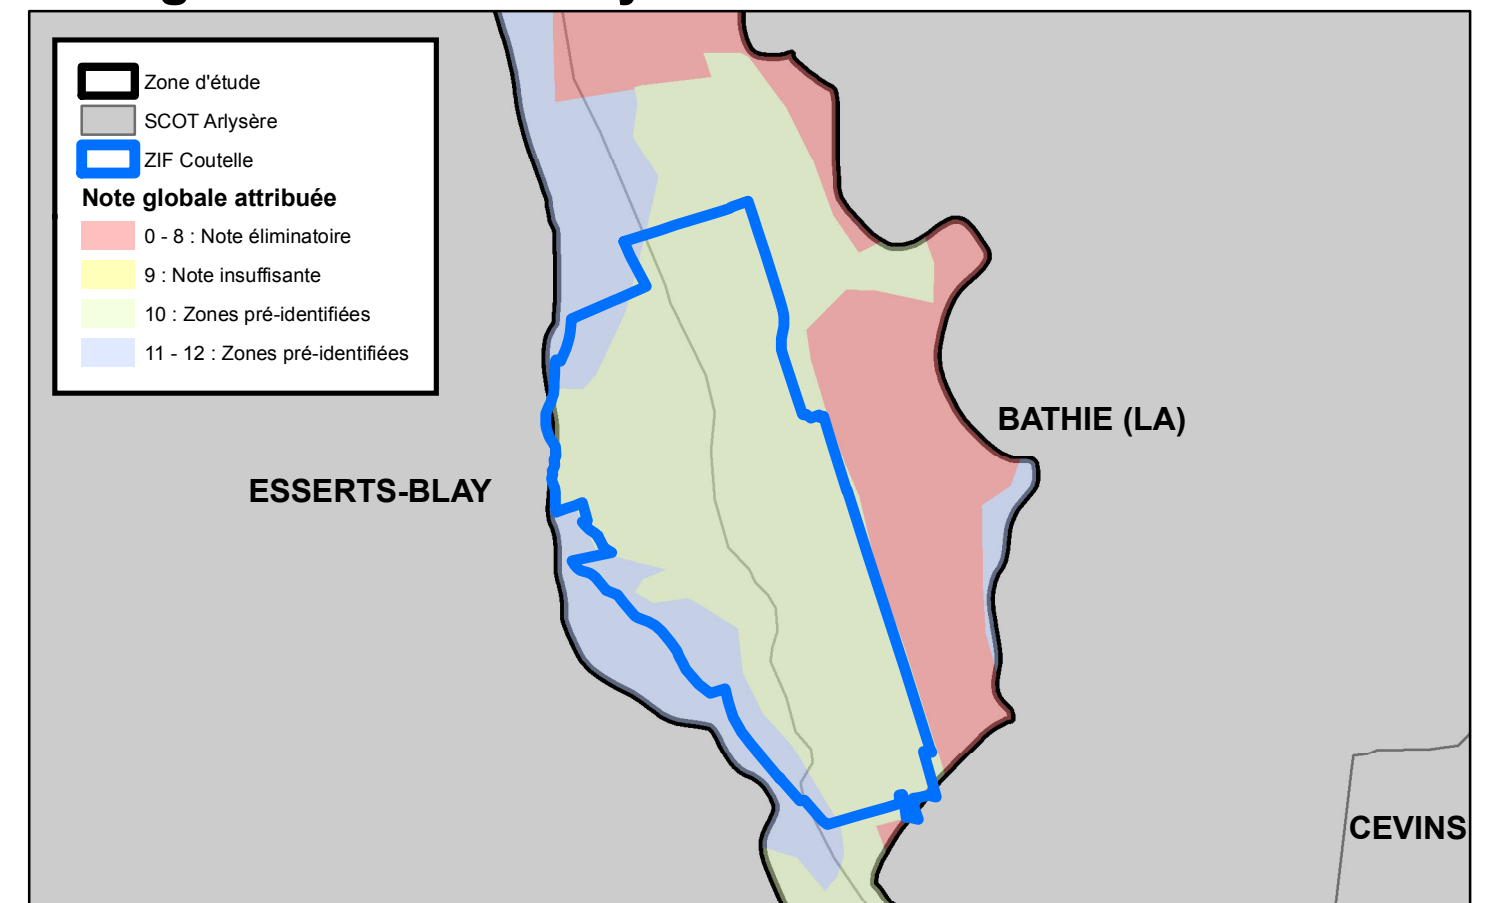 Zone d'étude
SCOT Arlysère
ZIF Coutelle
Note globale attribuée
0 - 8 : Note éliminatoire
9 : Note insuffisante
10 : Zones pré-identifiées
11 - 12 : Zones pré-identifiées
BATHIE (LA)
ESSERTS-BLAY
CEVINS